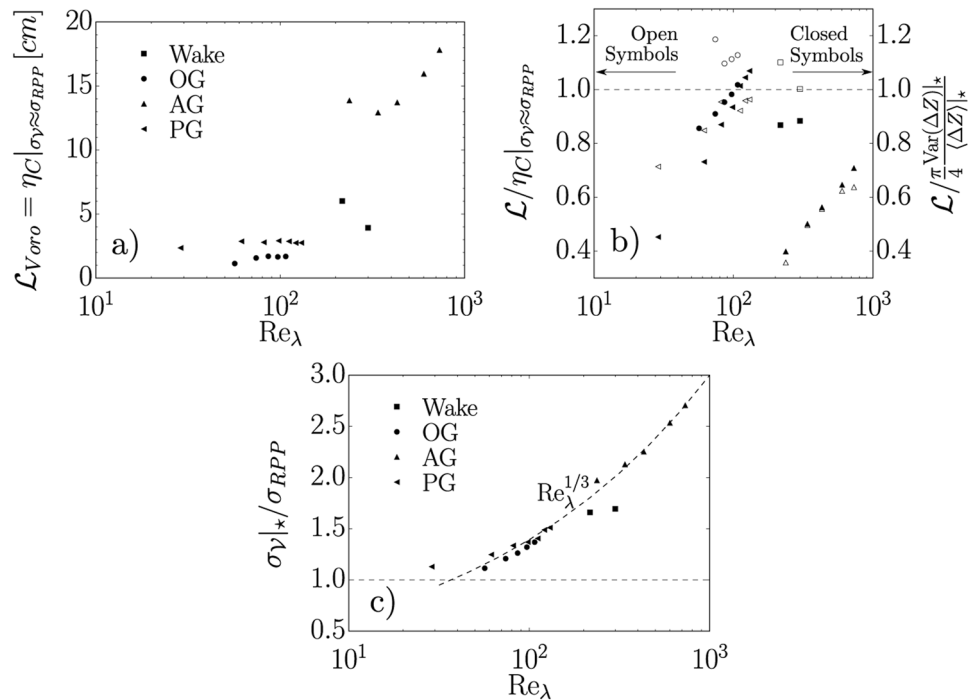 20
15
10
5
0
𝓛_Voro = η_C|_{σ_𝒱≈σ_RPP} [cm]
Wake
OG
AG
PG
a)
10^1
10^2
10^3
Re_λ
1.2
1.0
0.8
0.6
0.4
𝓛/η_C|_{σ_𝒱≈σ_RPP}
Open
Symbols
Closed
Symbols
b)
1.2
1.0
0.8
0.6
0.4
𝓛/ π/4 Var(ΔZ)|_⋆/⟨ΔZ⟩|_⋆
10^1
10^2
10^3
Re_λ
3.0
2.5
2.0
1.5
1.0
0.5
σ_𝒱|_⋆/σ_RPP
Wake
OG
AG
PG
Re_λ^{1/3}
c)
10^1
10^2
10^3
Re_λ